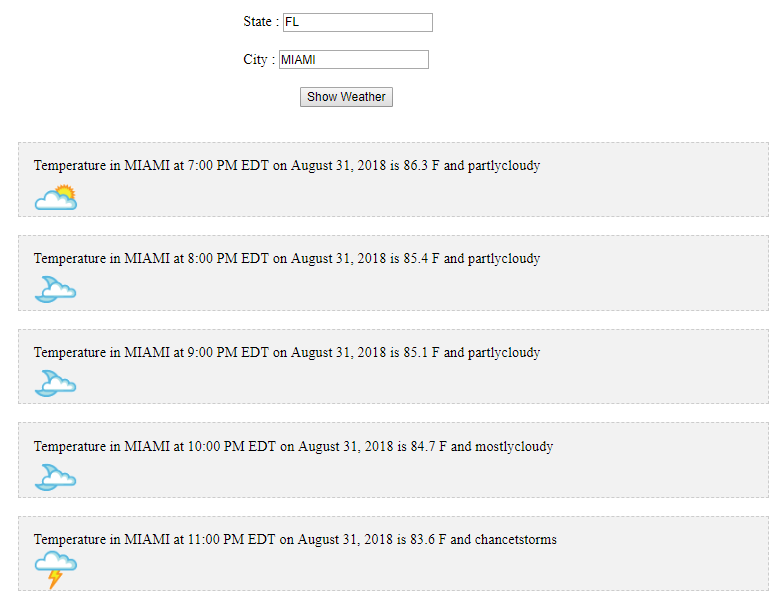 State : FL
City : MIAMI
Show Weather
Temperature in MIAMI at 7:00 PM EDT on August 31, 2018 is 86.3 F and partlycloudy
Temperature in MIAMI at 8:00 PM EDT on August 31, 2018 is 85.4 F and partlycloudy
Temperature in MIAMI at 9:00 PM EDT on August 31, 2018 is 85.1 F and partlycloudy
Temperature in MIAMI at 10:00 PM EDT on August 31, 2018 is 84.7 F and mostlycloudy
Temperature in MIAMI at 11:00 PM EDT on August 31, 2018 is 83.6 F and chancetstorms